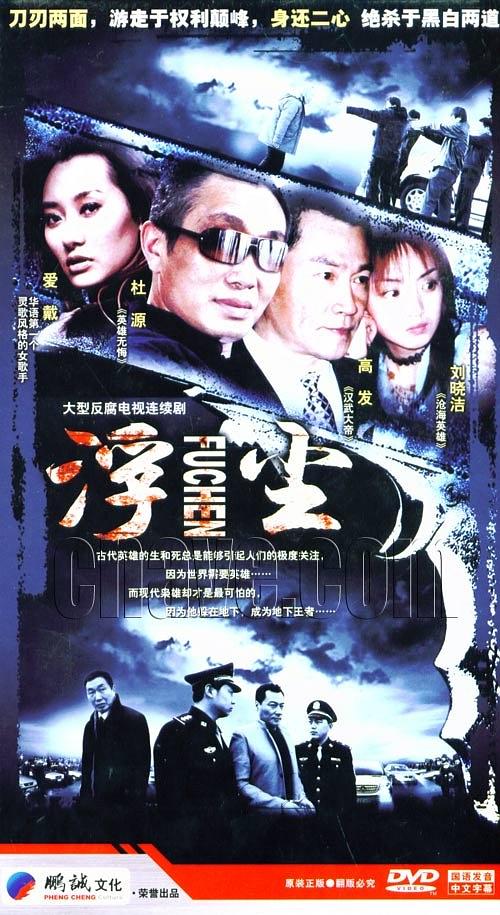 刀刃两面，游走于权利颠峰，身还二心 绝杀于黑白两道
爱戴
华语第一个
灵歌风格的女歌手
杜源
《英雄无悔》
高发
《汉武大帝》
刘晓洁
《沧海英雄》
大型反腐电视连续剧
浮尘
FUCHEN
古代英雄的生和死总是能够引起人们的极度关注，
因为世界需要英雄……
而现代枭雄却才是最可怕的，
因为他躲在地下，成为地下王者……
cnave.com
鹏诚文化
PHENG CHENG Culture
·荣誉出品
原装正版●翻版必究
DVD
VIDEO
国语发音
中文字幕